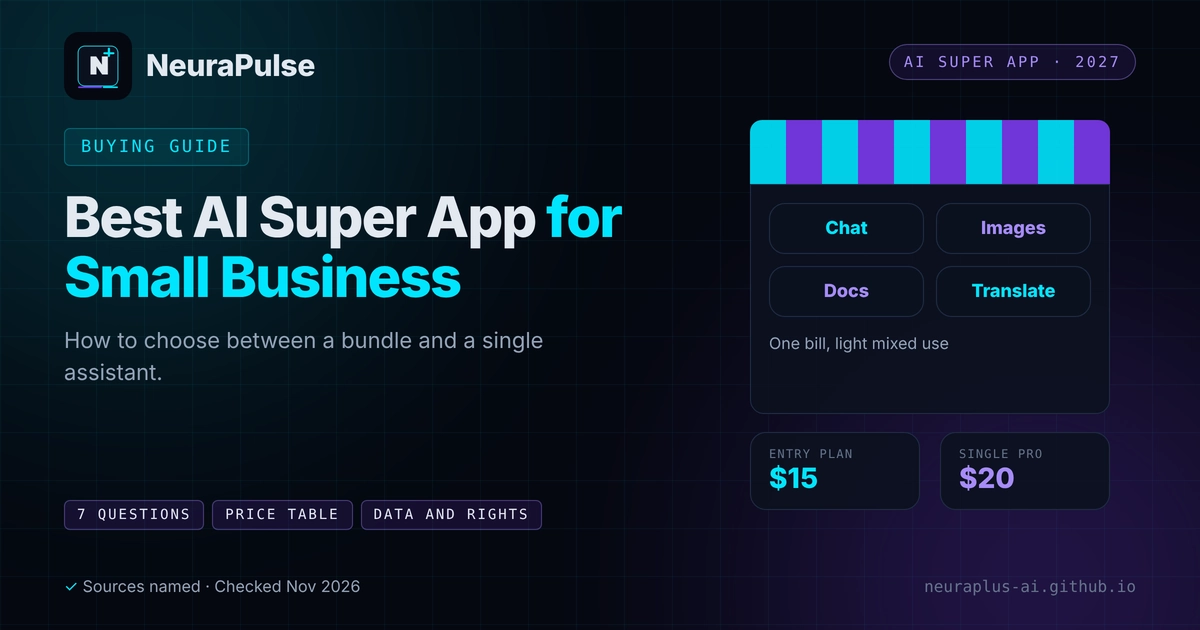 N
NeuraPulse
AI SUPER APP · 2027
BUYING GUIDE
Best AI Super App for
Small Business
How to choose between a bundle and a single
assistant.
Chat
Images
Docs
Translate
One bill, light mixed use
ENTRY PLAN
$15
SINGLE PRO
$20
7 QUESTIONS
PRICE TABLE
DATA AND RIGHTS
✓ Sources named · Checked Nov 2026
neuraplus-ai.github.io